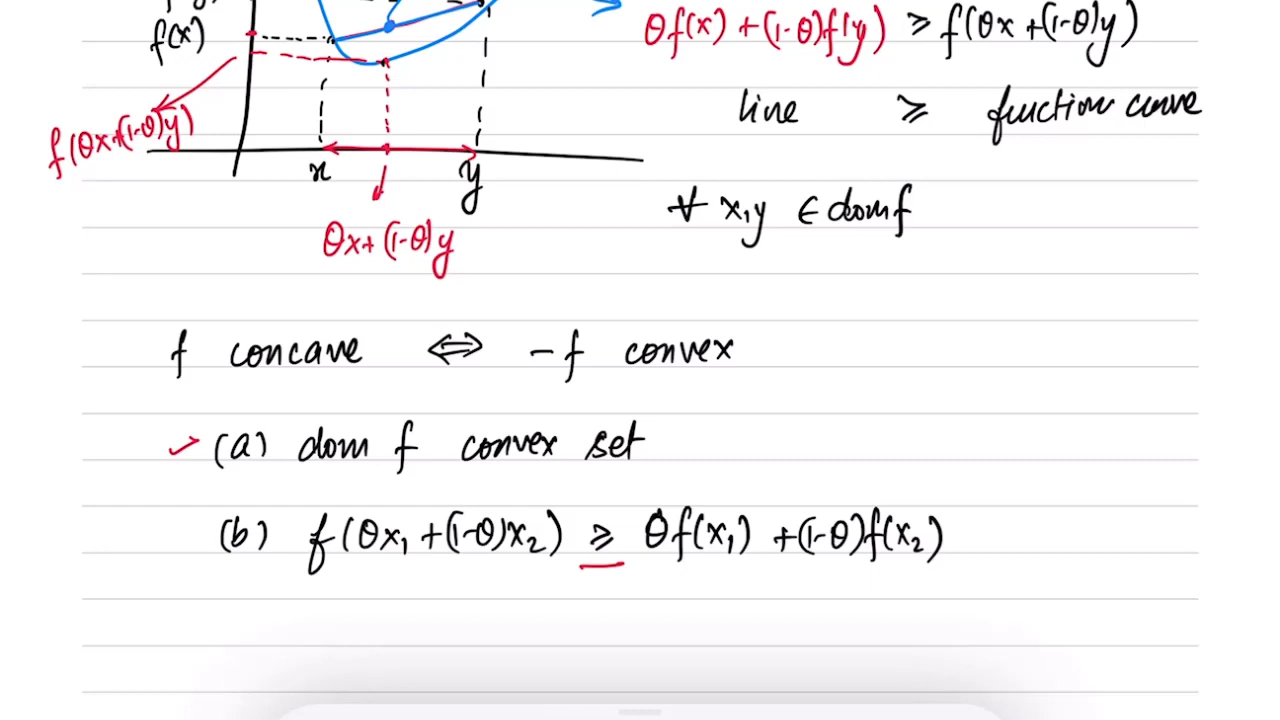 f(x)
θf(x) + (1-θ)f(y) ≥ f(θx + (1-θ)y)
line ≥ function curve
f(θx+(1-θ)y)
x y
∀ x,y ∈ dom f
θx+(1-θ)y
f concave ⇔ -f convex
(a) dom f convex set
(b) f(θx₁ + (1-θ)x₂) ≥ θf(x₁) + (1-θ)f(x₂)